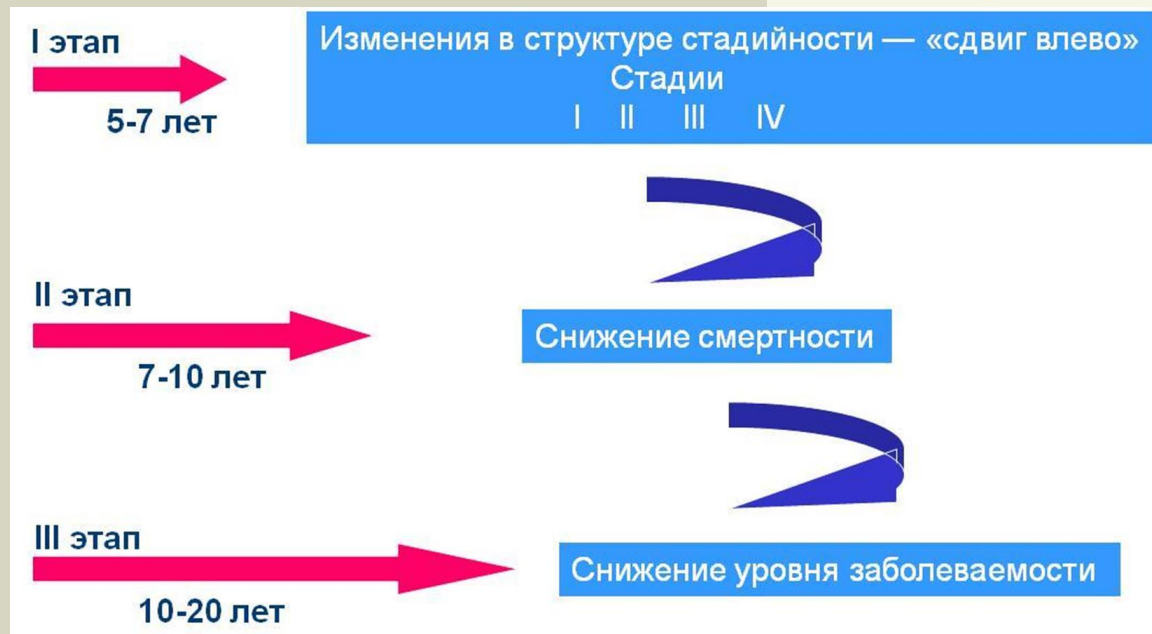 I этап
5-7 лет
Изменения в структуре стадийности — «сдвиг влево»
Стадии
I II III IV
II этап
7-10 лет
Снижение смертности
III этап
10-20 лет
Снижение уровня заболеваемости